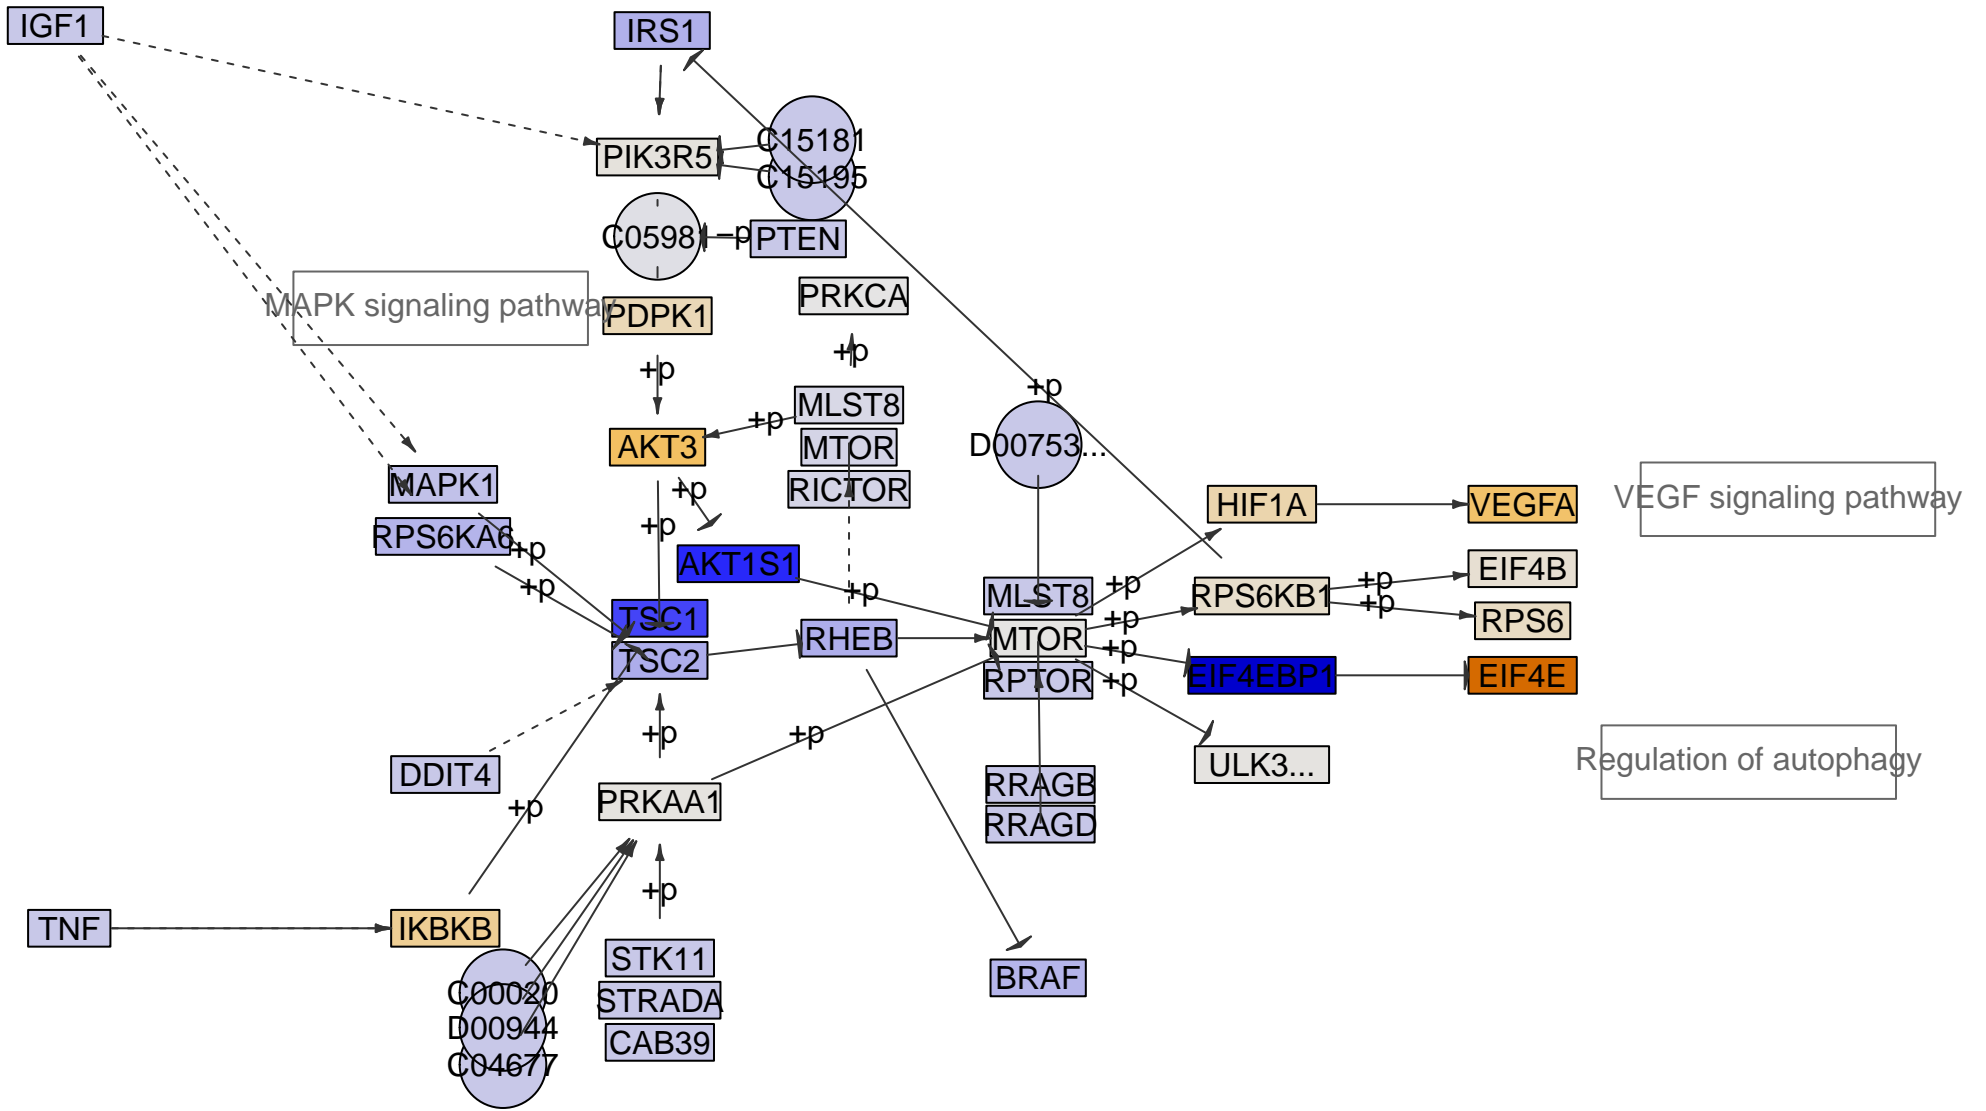 IGF1
IRS1
PIK3R5
C15181
C15195
C05981
-p
PTEN
MAPK signaling pathway
PDPK1
PRKCA
+p
+p
MLST8
+p
AKT3
MTOR
RICTOR
+p
D00753...
MAPK1
RPS6KA6
+p
+p
+p
+p
AKT1S1
HIF1A
VEGFA
VEGF signaling pathway
TSC1
TSC2
+p
RHEB
MLST8
MTOR
RPTOR
+p
+p
+p
+p
RPS6KB1
+p
+p
EIF4B
RPS6
EIF4EBP1
EIF4E
DDIT4
+p
+p
ULK3...
Regulation of autophagy
PRKAA1
+p
RRAGB
RRAGD
+p
TNF
IKBKB
STK11
STRADA
CAB39
BRAF
C00020
D00944
C04677